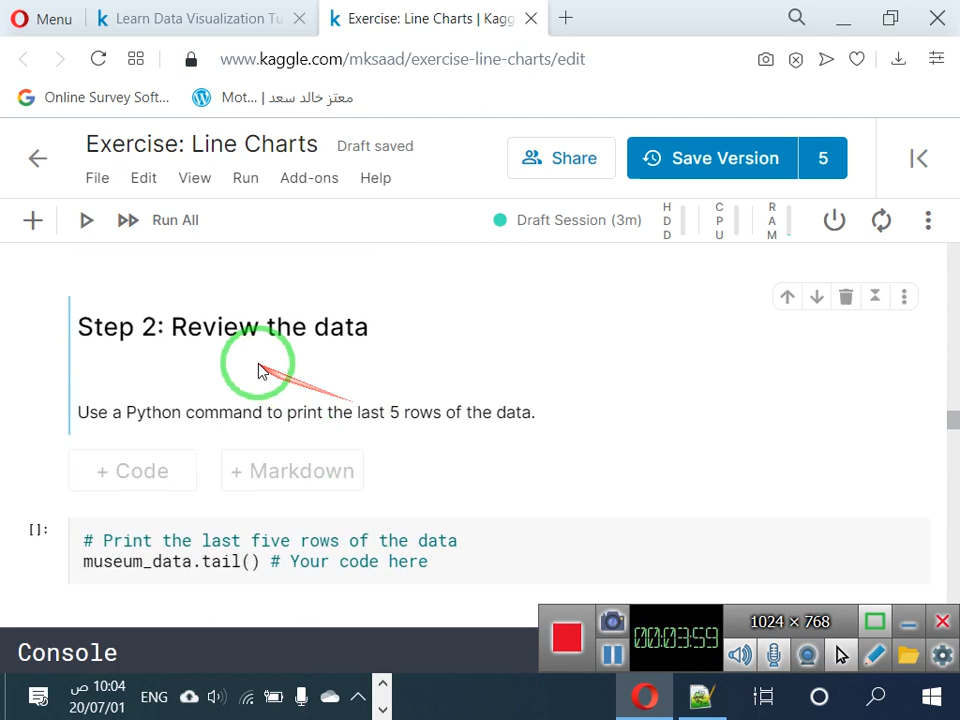 Menu
Learn Data Visualization Tu
Exercise: Line Charts | Kagg
www.kaggle.com/mksaad/exercise-line-charts/edit
Online Survey Soft...
Mot... | معتز خالد سعد
Exercise: Line Charts
Draft saved
Share
Save Version
5
File
Edit
View
Run
Add-ons
Help
Run All
Draft Session (3m)
HDD
CPU
RAM
Step 2: Review the data
Use a Python command to print the last 5 rows of the data.
+ Code
+ Markdown
[]:
# Print the last five rows of the data
museum_data.tail() # Your code here
Console
00:03:59
1024 × 768
10:04 ص
20/07/01
ENG